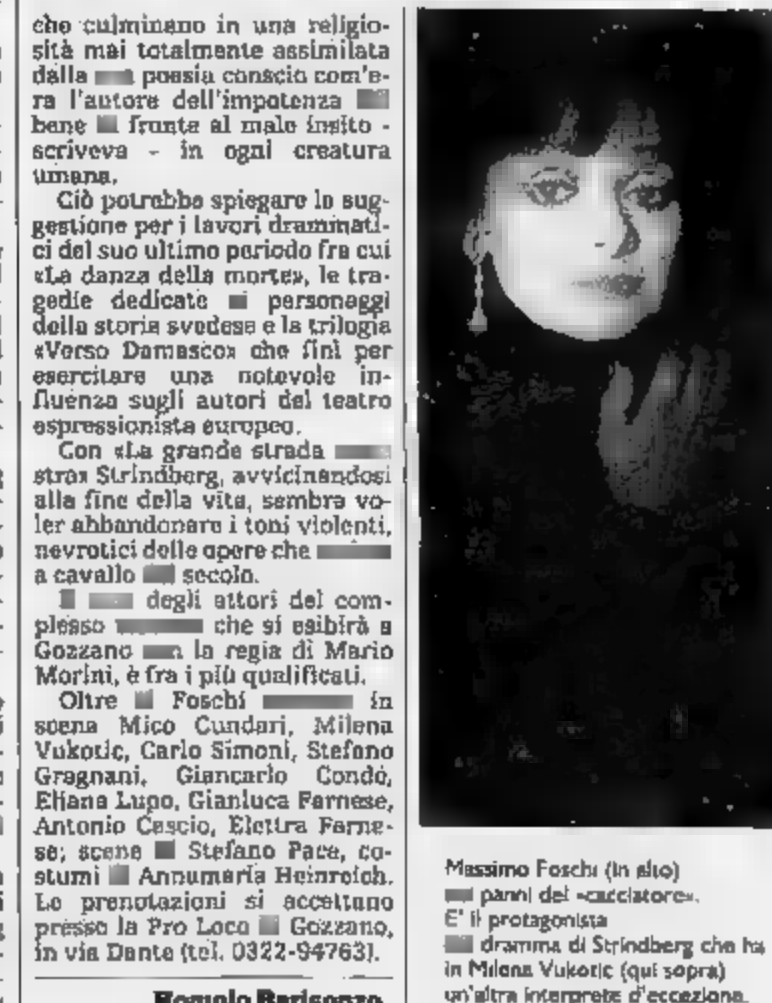 che culminano in una religio-
sità mai totalmente assimilata
dalla poesia conscio com'e-
ra l'autore dell'impotenza
bene fronte al male insito -
scriveva - in ogni creatura
umana.
Ciò potrebbe spiegare la sug-
gestione per i lavori drammati-
ci del suo ultimo periodo fra cui
«La danza della morte», le tra-
gedie dedicate personaggi
della storia svedese e la trilogia
«Verso Damasco» che finì per
esercitare una notevole in-
fluenza sugli autori del teatro
espressionista europeo.
Con «La grande strada
stra» Strindberg, avvicinandosi
alla fine della vita, sembra vo-
ler abbandonare i toni violenti,
nevrotici delle opere che
a cavallo secolo.
degli attori del com-
plesso che si esibirà a
Gozzano la regia di Mario
Morini, è fra i più qualificati.
Oltre Foschi in
scena Mico Cundari, Milena
Vukotic, Carlo Simoni, Stefano
Gragnani, Giancarlo Condó,
Eliana Lupo, Gianluca Farnese,
Antonio Cascio, Elettra Farne-
se; scene Stefano Pace, co-
stumi Annamaria Heinreich.
Le prenotazioni si accettano
presso la Pro Loco Gozzano,
in via Dante (tel. 0322-94763).
Massimo Foschi (in alto)
panni del «cacciatore».
E' il protagonista
dramma di Strindberg che ha
in Milena Vukotic (qui sopra)
un'altra interprete d'eccezione.